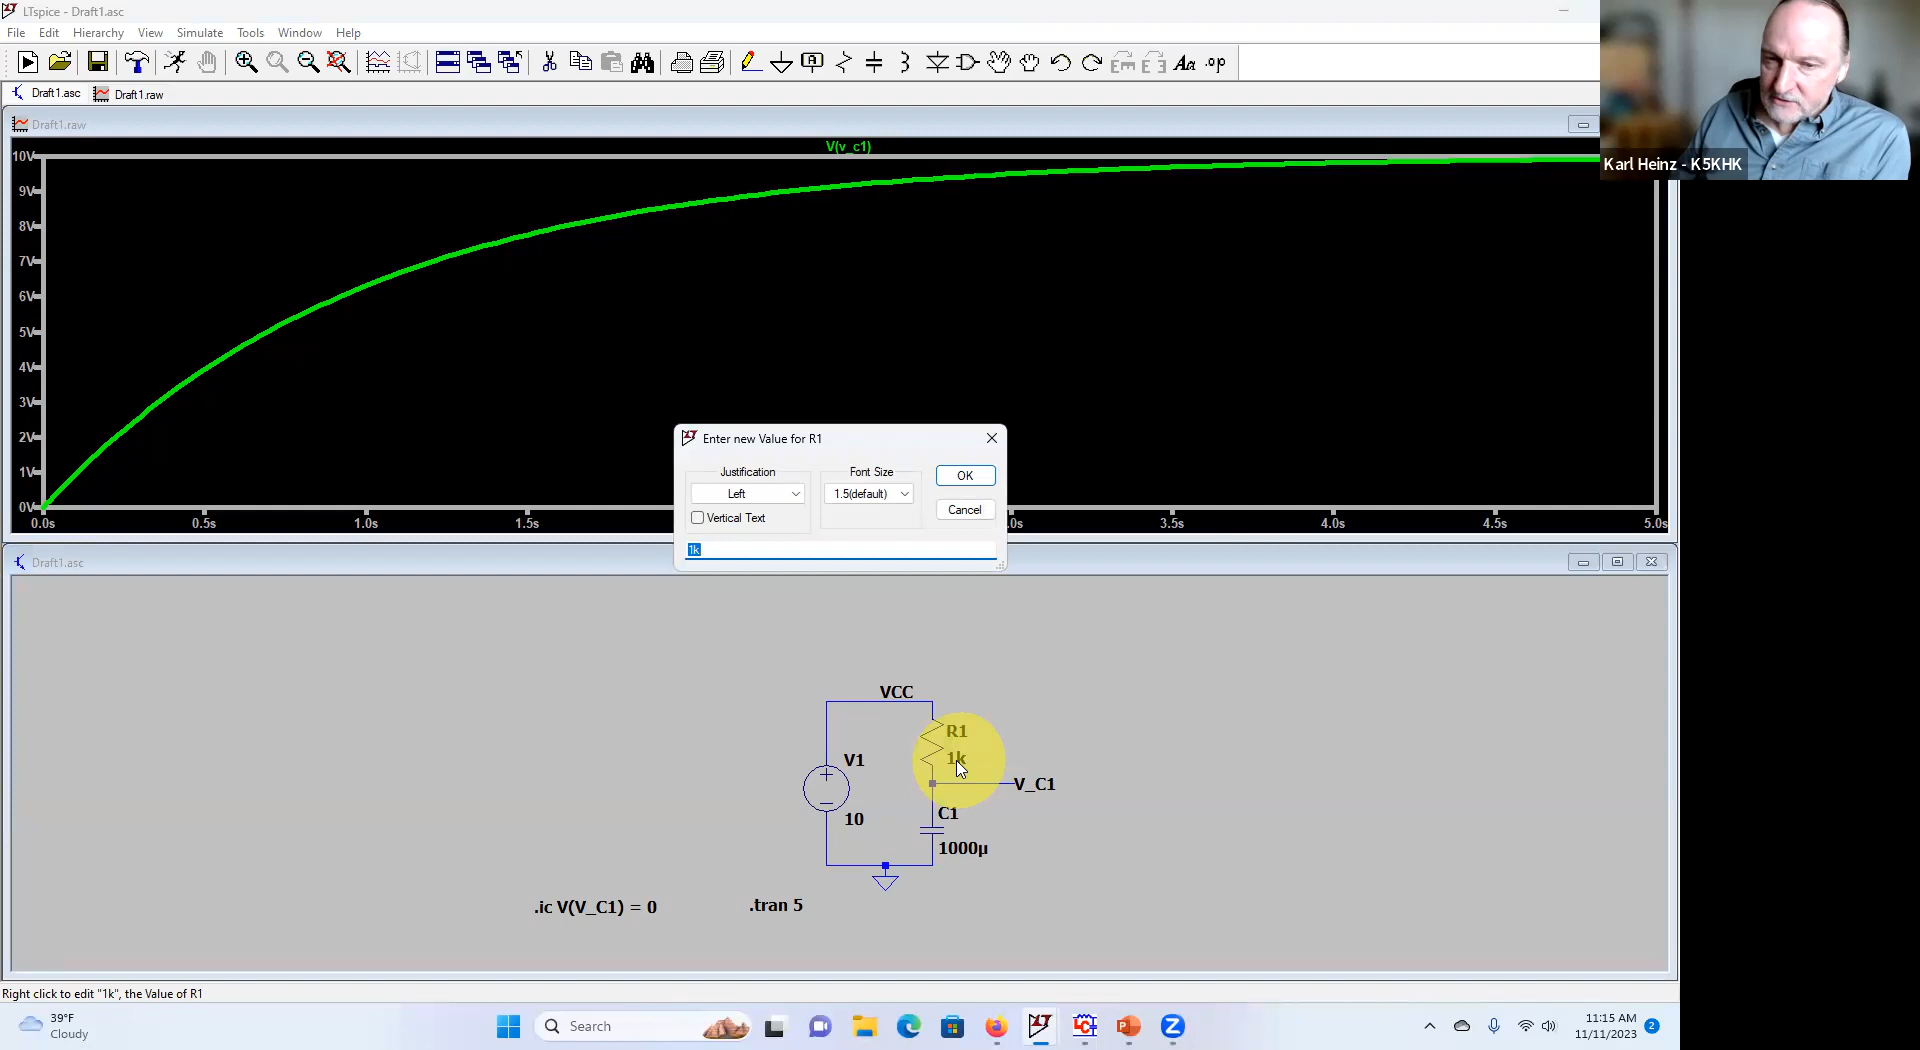 LTspice - Draft1.asc
File Edit Hierarchy View Simulate Tools Window Help
Draft1.asc Draft1.raw
Draft1.raw
V(v_c1)
10V
9V
8V
7V
6V
5V
4V
3V
2V
1V
0V
0.0s 0.5s 1.0s 1.5s .0s 3.5s 4.0s 4.5s 5.0s
Karl Heinz - K5KHK
Enter new Value for R1
Justification Font Size
OK
Left 1.5(default)
Cancel
Vertical Text
1k
Draft1.asc
VCC
R1
1k
V1
V_C1
C1
10
1000µ
.ic V(V_C1) = 0 .tran 5
Right click to edit "1k", the Value of R1
39°F
Cloudy
Search
11:15 AM
11/11/2023 2